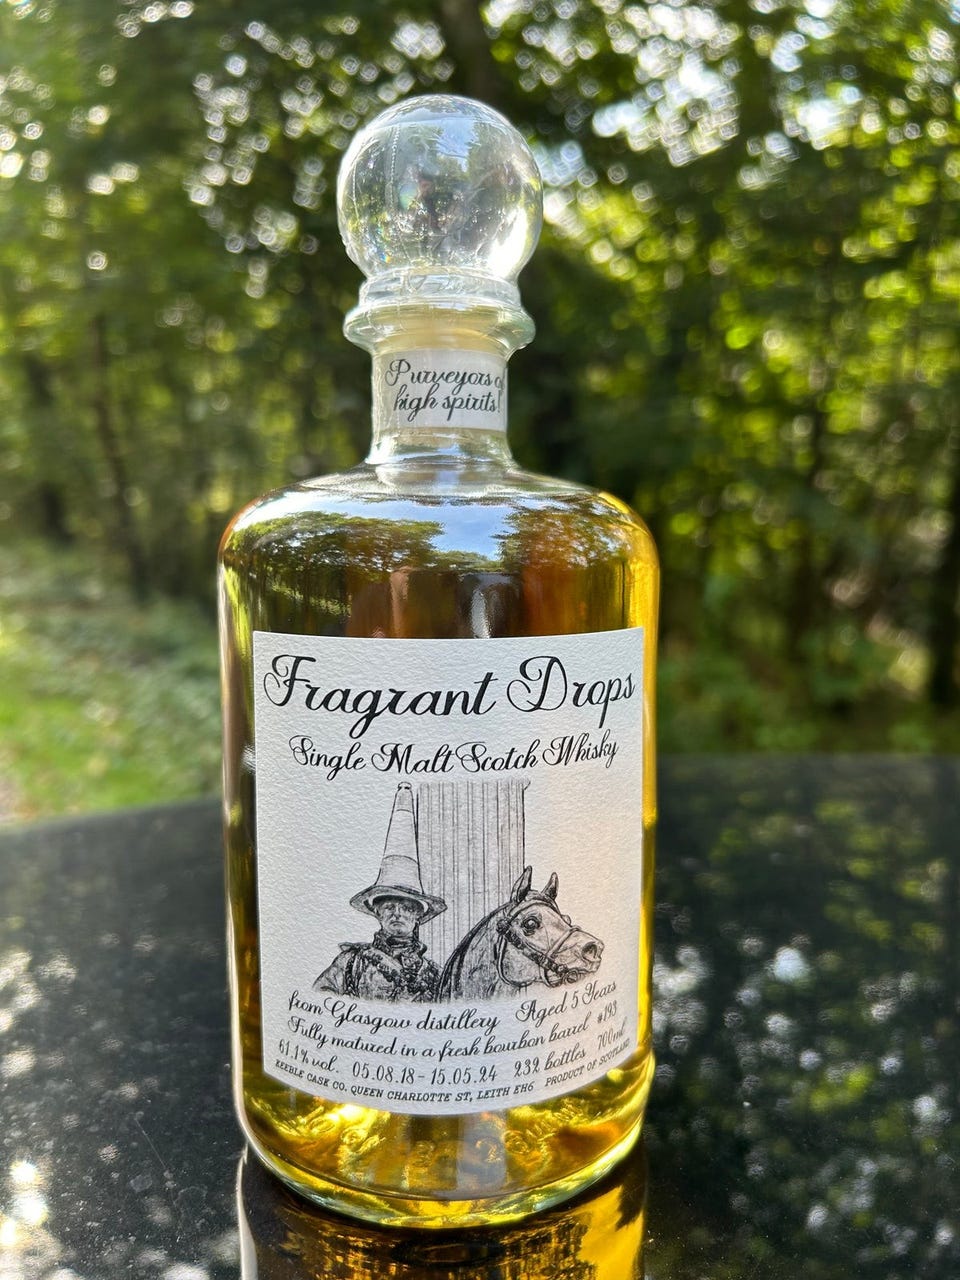 Purveyors of
high spirits!
Fragrant Drops
Single Malt Scotch Whisky
from Glasgow distillery Aged 5 Years
Fully matured in a fresh bourbon barrel #193
61.1% vol. 05.08.18 - 15.05.24 232 bottles 700ml
KEEBLE CASK CO. QUEEN CHARLOTTE ST, LEITH EH6 PRODUCT OF SCOTLAND